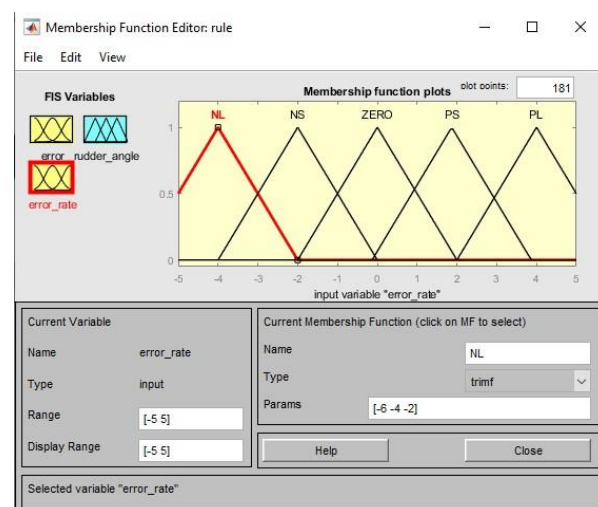 Membership Function Editor: rule
File Edit View
FIS Variables
error rudder_angle
error_rate
Membership function plots plot points: 181
NL NS ZERO PS PL
1
0.5
0
-5 -4 -3 -2 -1 0 1 2 3 4 5
input variable "error_rate"
Current Variable
Name error_rate
Type input
Range [-5 5]
Display Range [-5 5]
Current Membership Function (click on MF to select)
Name NL
Type trimf
Params [-6 -4 -2]
Help Close
Selected variable "error_rate"